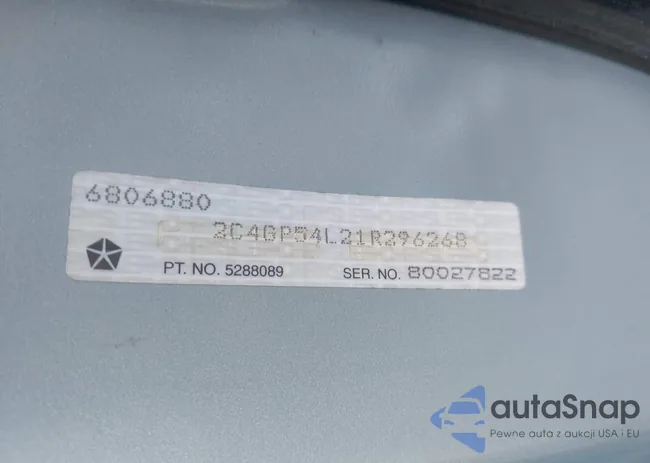 6806880
2C4GP54L21R296268
PT. NO. 5288089 SER. NO. 80027822
autaSnap
Pewne auta z aukcji USA i EU